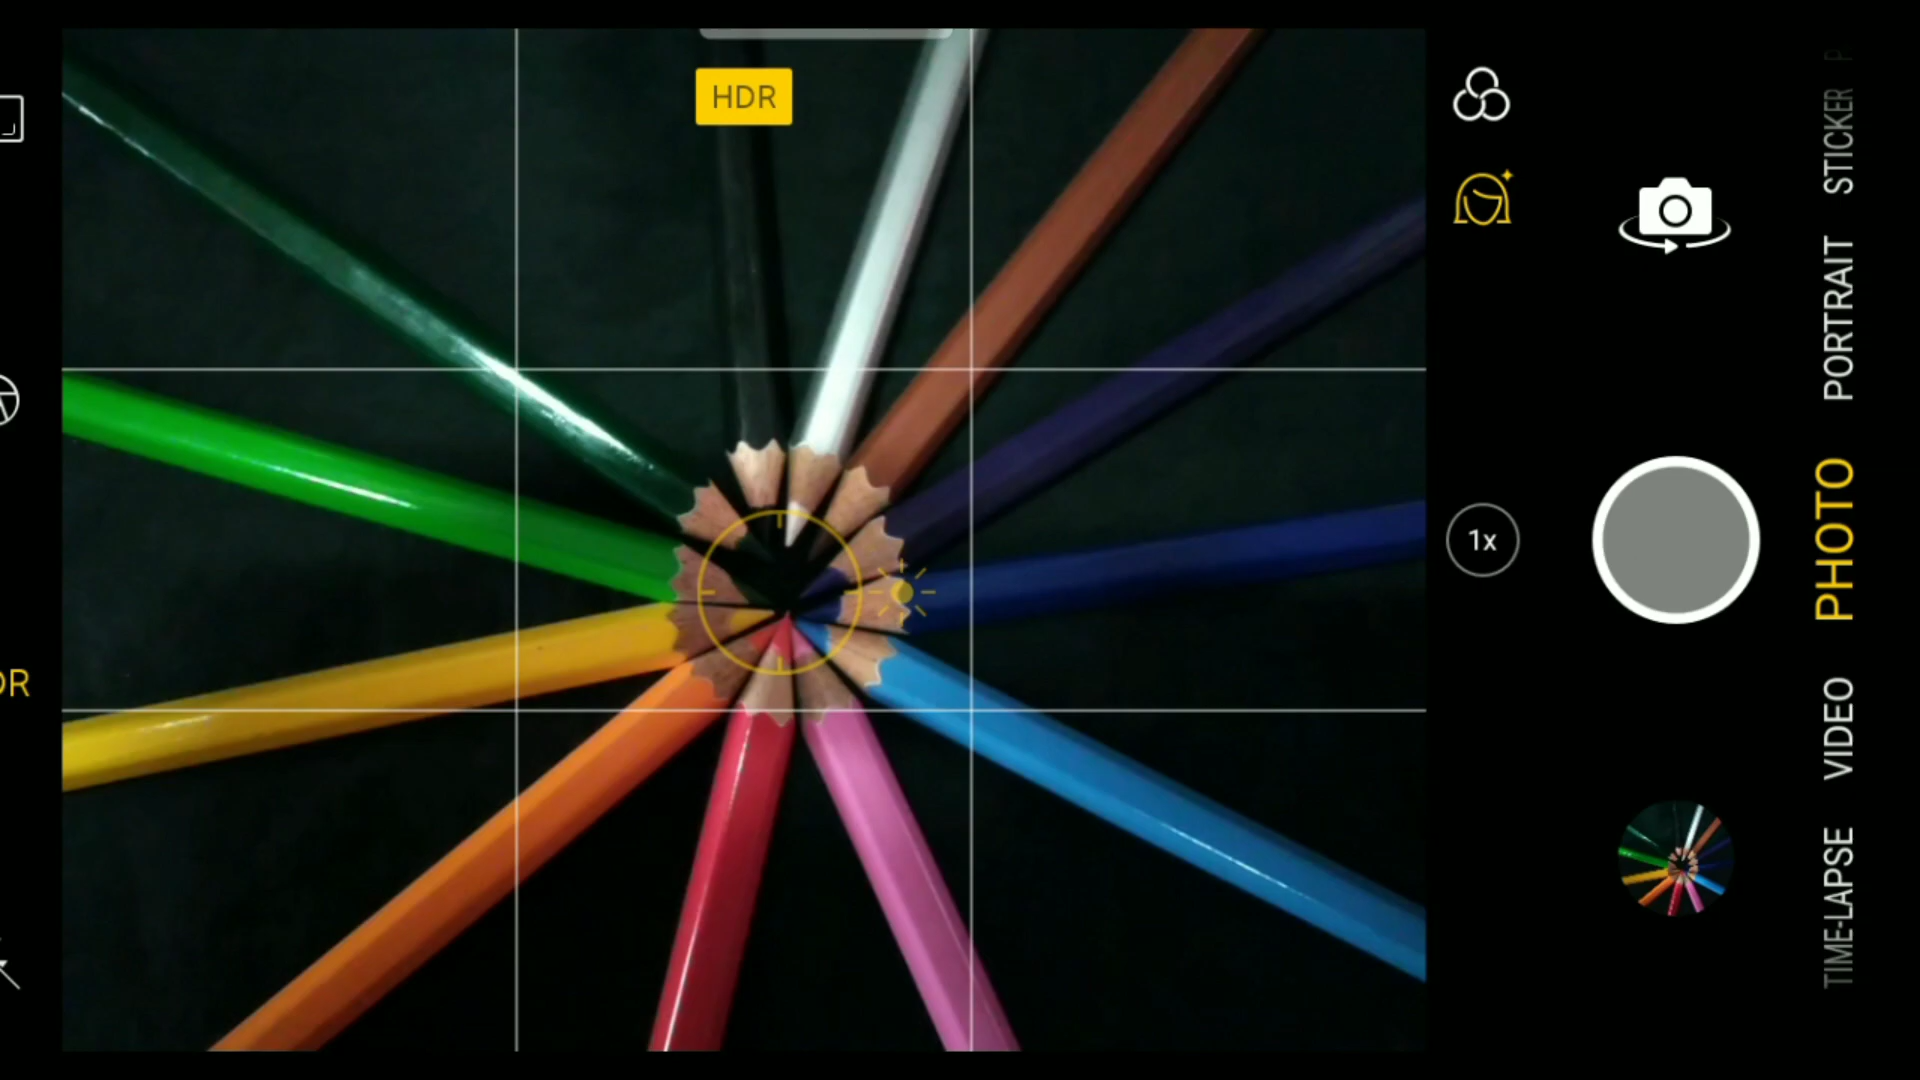 HDR
1x
STICKER
PORTRAIT
PHOTO
VIDEO
TIME-LAPSE